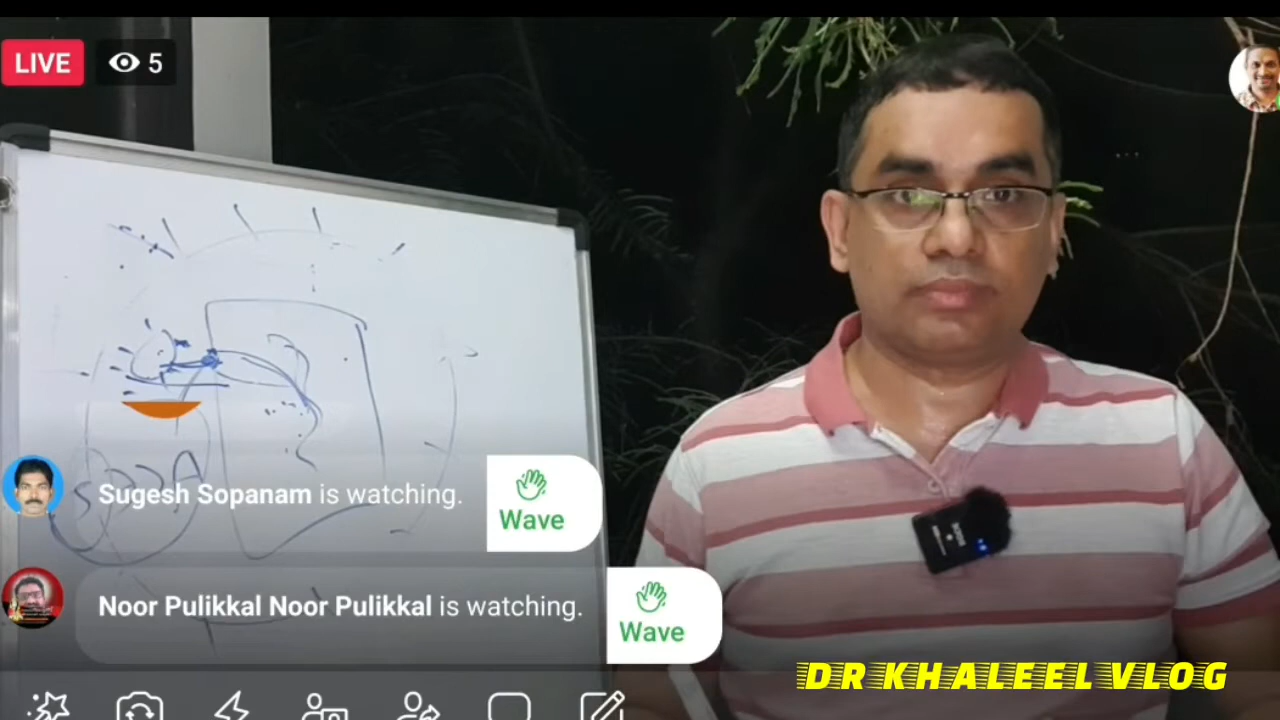 LIVE
5
Sugesh Sopanam is watching.
Wave
Noor Pulikkal Noor Pulikkal is watching.
Wave
DR KHALEEL VLOG